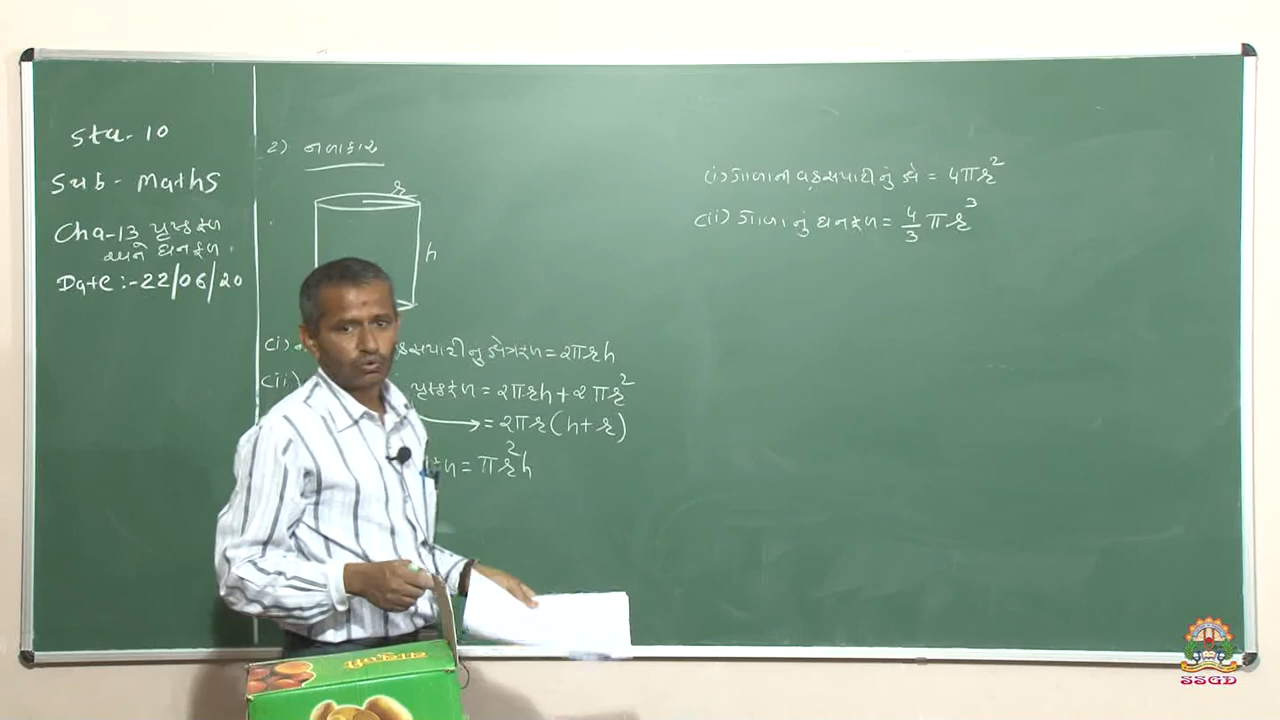 Std - 10
Sub - Maths
Cha-13 પૃષ્ઠફળ
અને ઘનફળ
Date :- 22/06/20
2) નળાકાર
r
h
(i) વક્રસપાટીનું ક્ષેત્રફળ = 2πrh
(ii) પૃષ્ઠફળ = 2πrh + 2πr²
= 2πr(h+r)
= πr²h
(i) ગોળાની વક્રસપાટીનું ક્ષે = 4πr²
(ii) ગોળાનું ઘનફળ = 4/3 πr³
SSGD